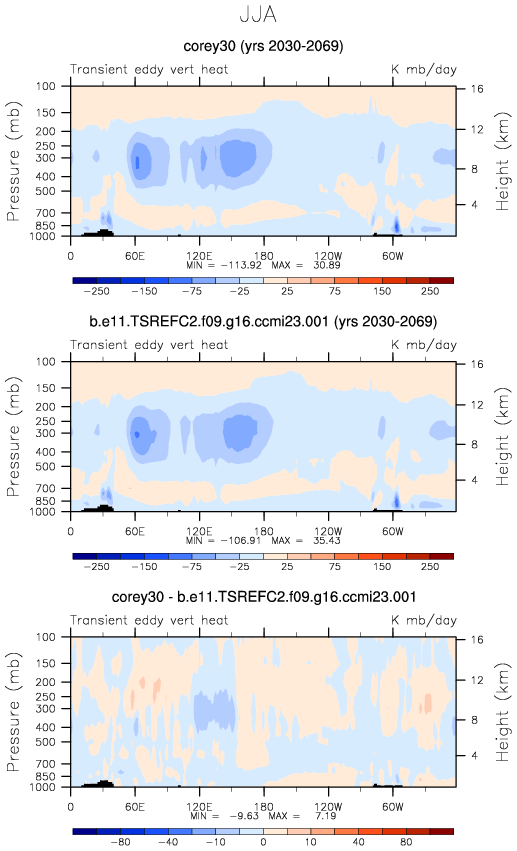 JJA
corey30 (yrs 2030-2069)
Transient eddy vert heat K mb/day
Pressure (mb)
Height (km)
100
150
200
250
300
400
500
700
850
1000
16
12
8
4
0 60E 120E 180 120W 60W
MIN = -113.92 MAX = 30.89
-250 -150 -75 -25 25 75 150 250
b.e11.TSREFC2.f09.g16.ccmi23.001 (yrs 2030-2069)
Transient eddy vert heat K mb/day
Pressure (mb)
Height (km)
100
150
200
250
300
400
500
700
850
1000
16
12
8
4
0 60E 120E 180 120W 60W
MIN = -106.91 MAX = 35.43
-250 -150 -75 -25 25 75 150 250
corey30 - b.e11.TSREFC2.f09.g16.ccmi23.001
Transient eddy vert heat K mb/day
Pressure (mb)
Height (km)
100
150
200
250
300
400
500
700
850
1000
16
12
8
4
0 60E 120E 180 120W 60W
MIN = -9.63 MAX = 7.19
-80 -40 -10 0 10 40 80